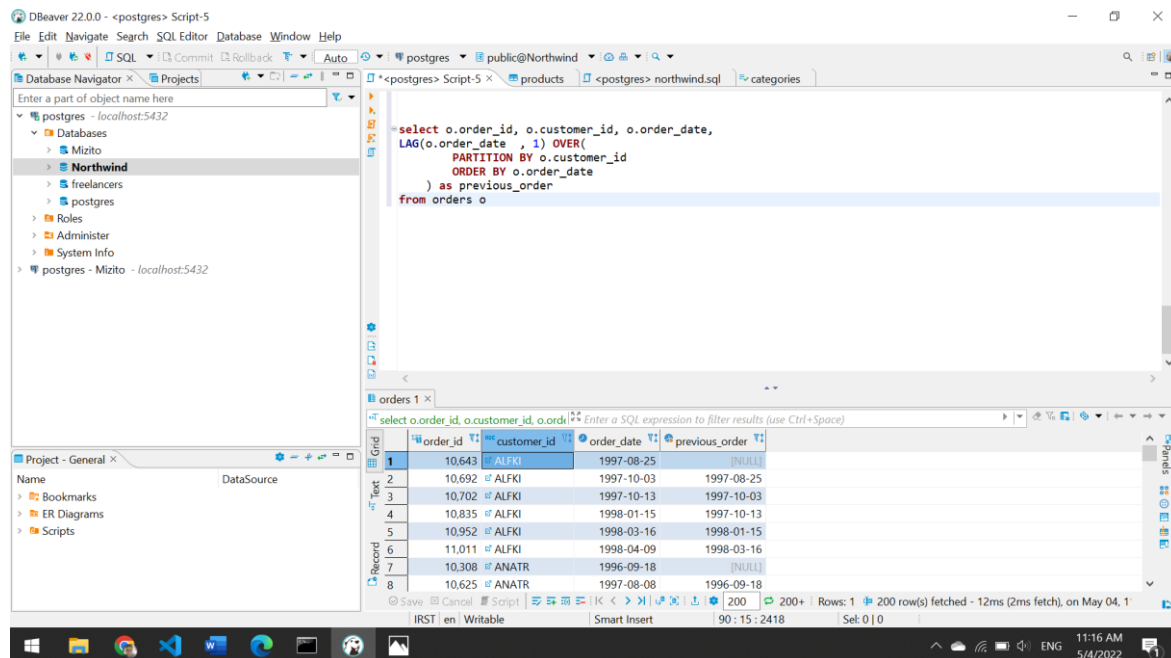 DBeaver 22.0.0 - <postgres> Script-5
File Edit Navigate Search SQL Editor Database Window Help
SQL Commit Rollback Auto postgres public@Northwind
Database Navigator Projects
*<postgres> Script-5 products <postgres> northwind.sql categories
Enter a part of object name here
postgres - localhost:5432
Databases
Mizito
Northwind
freelancers
postgres
Roles
Administer
System Info
postgres - Mizito - localhost:5432
select o.order_id, o.customer_id, o.order_date,
LAG(o.order_date , 1) OVER(
PARTITION BY o.customer_id
ORDER BY o.order_date
) as previous_order
from orders o
Project - General
Name DataSource
Bookmarks
ER Diagrams
Scripts
orders 1
select o.order_id, o.customer_id, o.orde Enter a SQL expression to filter results (use Ctrl+Space)
Grid
Text
Record
Panels
order_id customer_id order_date previous_order
1 10,643 ALFKI 1997-08-25 [NULL]
2 10,692 ALFKI 1997-10-03 1997-08-25
3 10,702 ALFKI 1997-10-13 1997-10-03
4 10,835 ALFKI 1998-01-15 1997-10-13
5 10,952 ALFKI 1998-03-16 1998-01-15
6 11,011 ALFKI 1998-04-09 1998-03-16
7 10,308 ANATR 1996-09-18 [NULL]
8 10,625 ANATR 1997-08-08 1996-09-18
Save Cancel Script 200 200+ Rows: 1 200 row(s) fetched - 12ms (2ms fetch), on May 04, 1
IRST en Writable Smart Insert 90 : 15 : 2418 Sel: 0 | 0
ENG
11:16 AM
5/4/2022